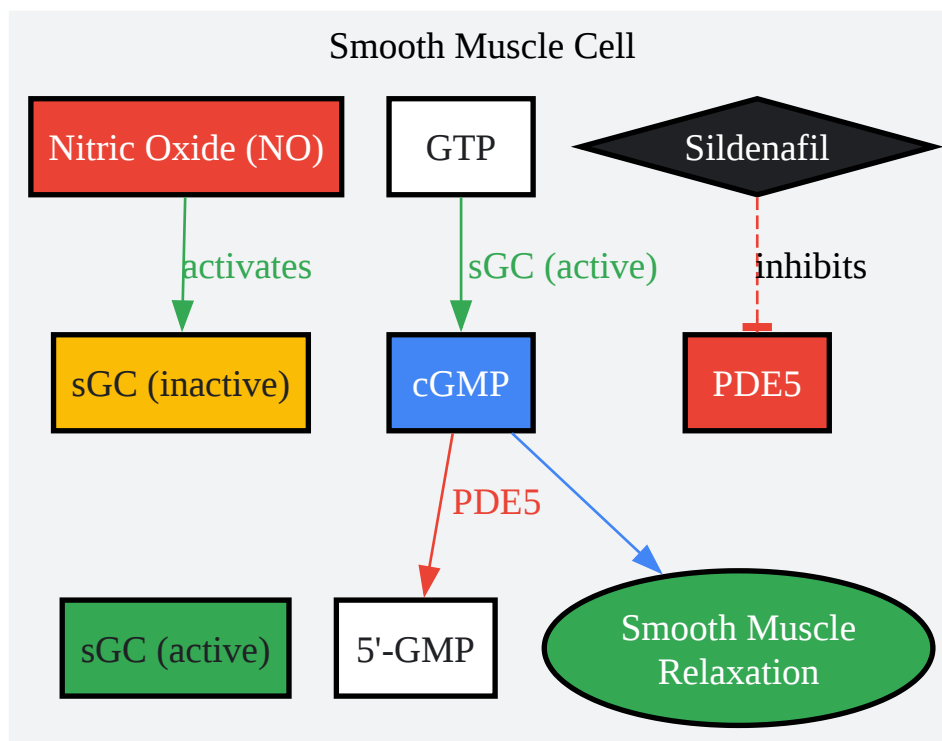 Smooth Muscle Cell
Nitric Oxide (NO)
GTP
Sildenafil
activates
sGC (active)
inhibits
sGC (inactive)
cGMP
PDE5
PDE5
sGC (active)
5'-GMP
Smooth Muscle
Relaxation